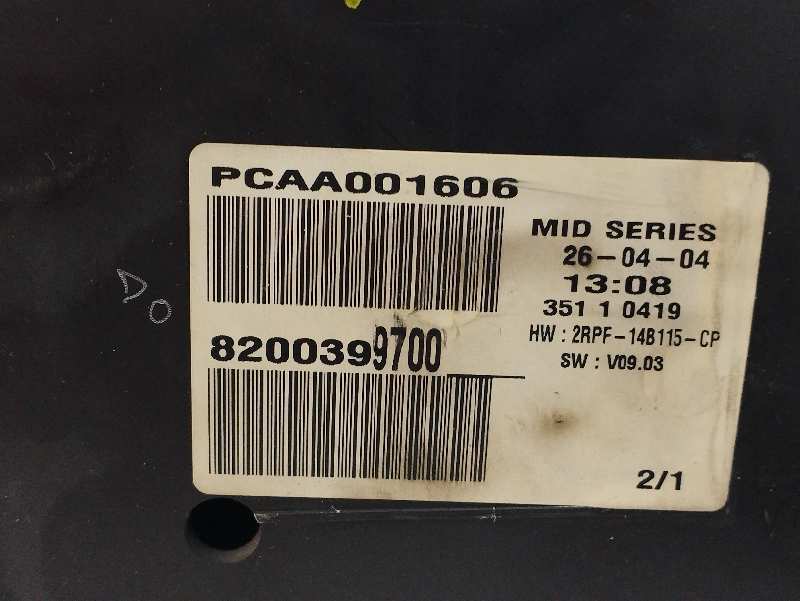 PCAA001606
MID SERIES
26-04-04
13:08
351 1 0419
HW : 2RPF-14B115-CP
SW : V09.03
8200399700
2/1
DO